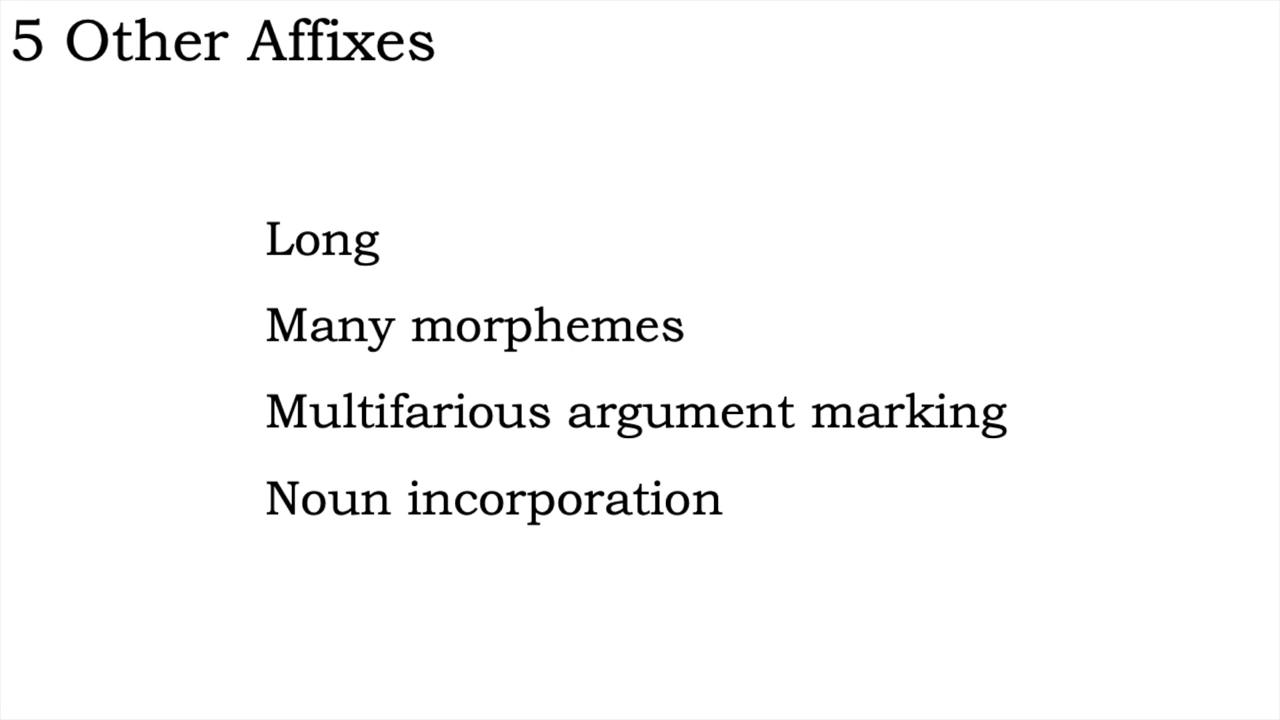 5 Other Affixes
Long
Many morphemes
Multifarious argument marking
Noun incorporation